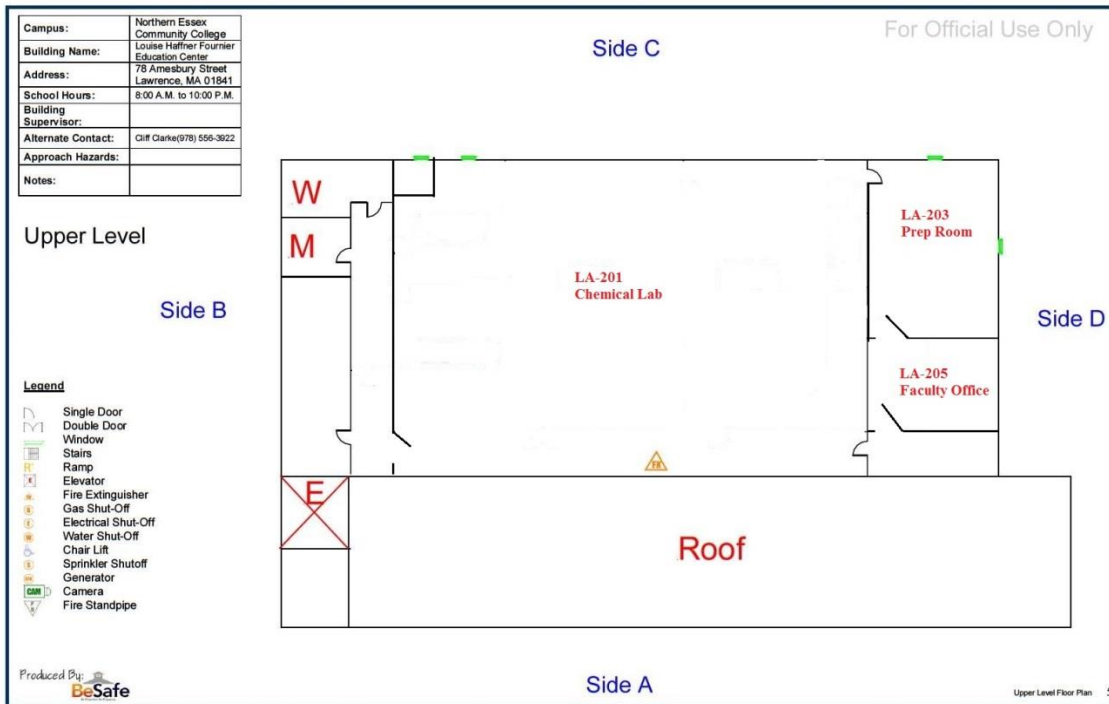 For Official Use Only
Campus: Northern Essex
Community College
Building Name: Louise Haffner Fournier
Education Center
Address: 78 Amesbury Street
Lawrence, MA 01841
School Hours: 8:00 A.M. to 10:00 P.M.
Building
Supervisor:
Alternate Contact: Cliff Clarke(978) 556-3922
Approach Hazards:
Notes:
Side C
Upper Level
W
M
LA-203
Prep Room
LA-201
Chemical Lab
Side B
Side D
LA-205
Faculty Office
Legend
Single Door
Double Door
Window
Stairs
R
Ramp
E
Elevator
Fire Extinguisher
Gas Shut-Off
Electrical Shut-Off
Water Shut-Off
Chair Lift
Sprinkler Shutoff
Generator
CAM Camera
Fire Standpipe
E
Roof
Side A
Produced By:
BeSafe
Upper Level Floor Plan